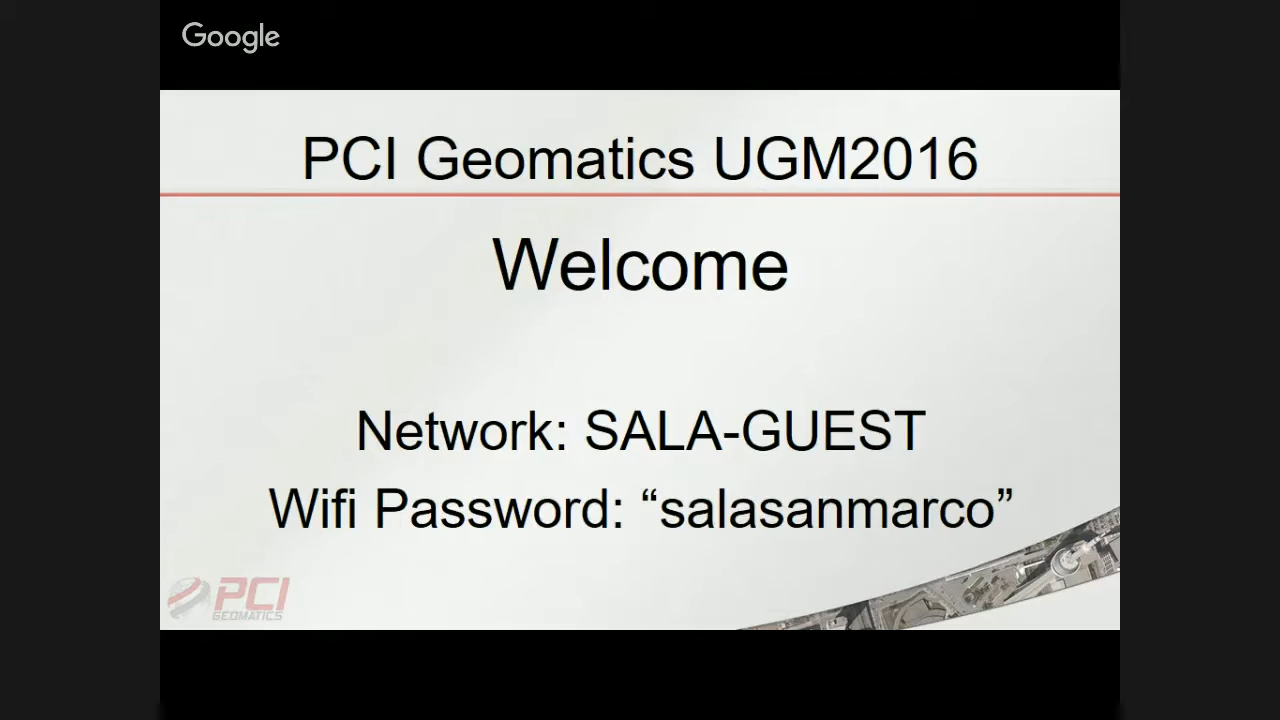 Google
PCI Geomatics UGM2016
Welcome
Network: SALA-GUEST
Wifi Password: “salasanmarco”
PCI
GEOMATICS